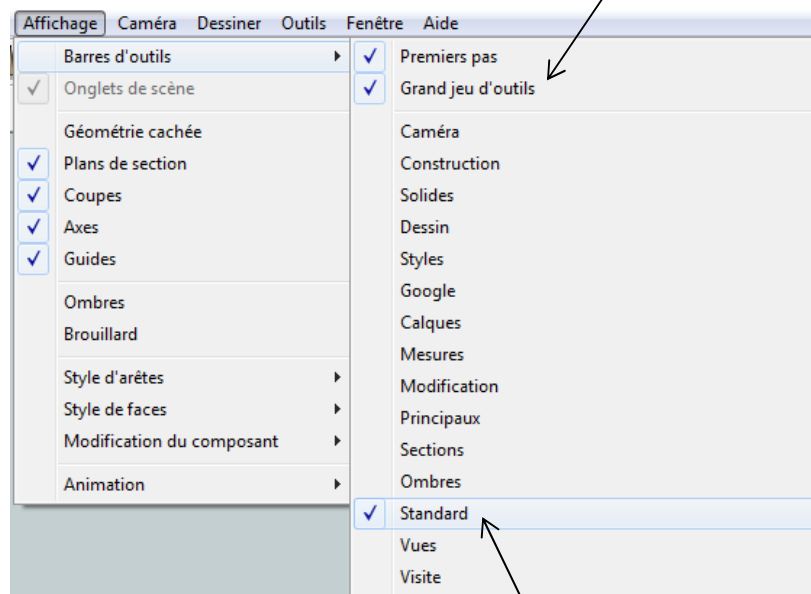 Affichage Caméra Dessiner Outils Fenêtre Aide
Barres d'outils
Onglets de scène
Géométrie cachée
Plans de section
Coupes
Axes
Guides
Ombres
Brouillard
Style d'arêtes
Style de faces
Modification du composant
Animation
Premiers pas
Grand jeu d'outils
Caméra
Construction
Solides
Dessin
Styles
Google
Calques
Mesures
Modification
Principaux
Sections
Ombres
Standard
Vues
Visite